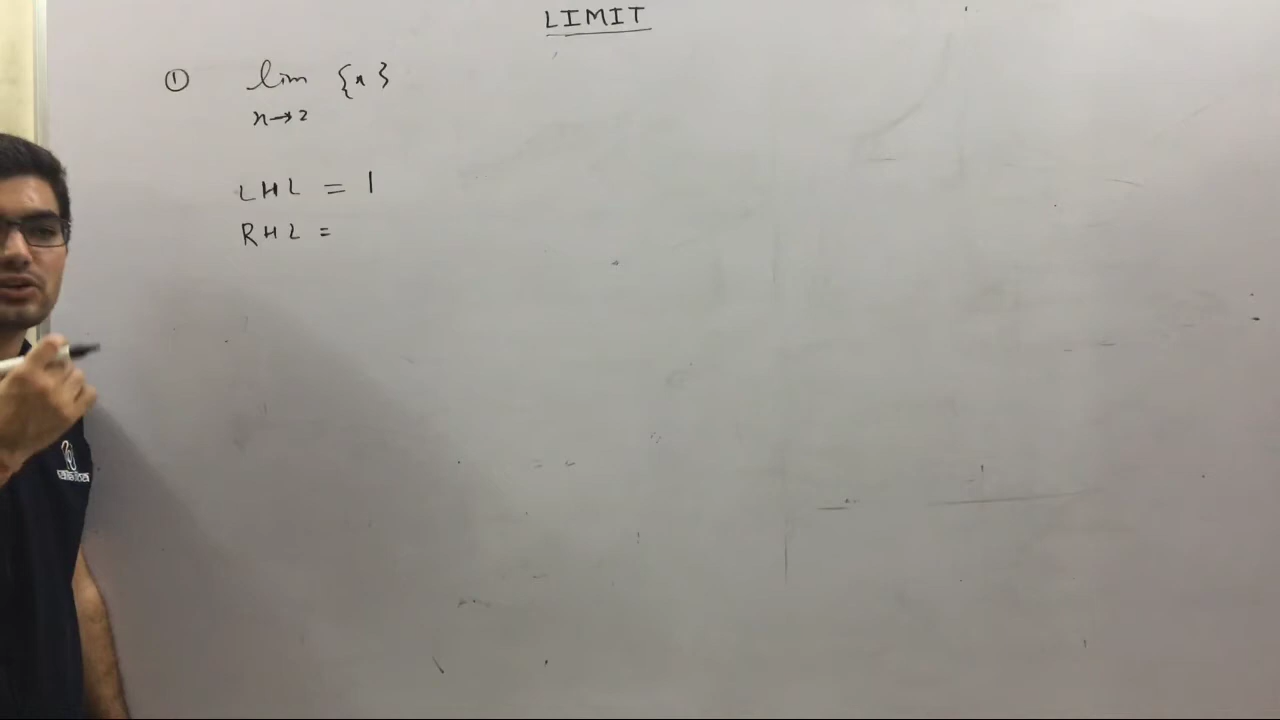 LIMIT
① lim {x}
x→2
LHL = 1
RHL =